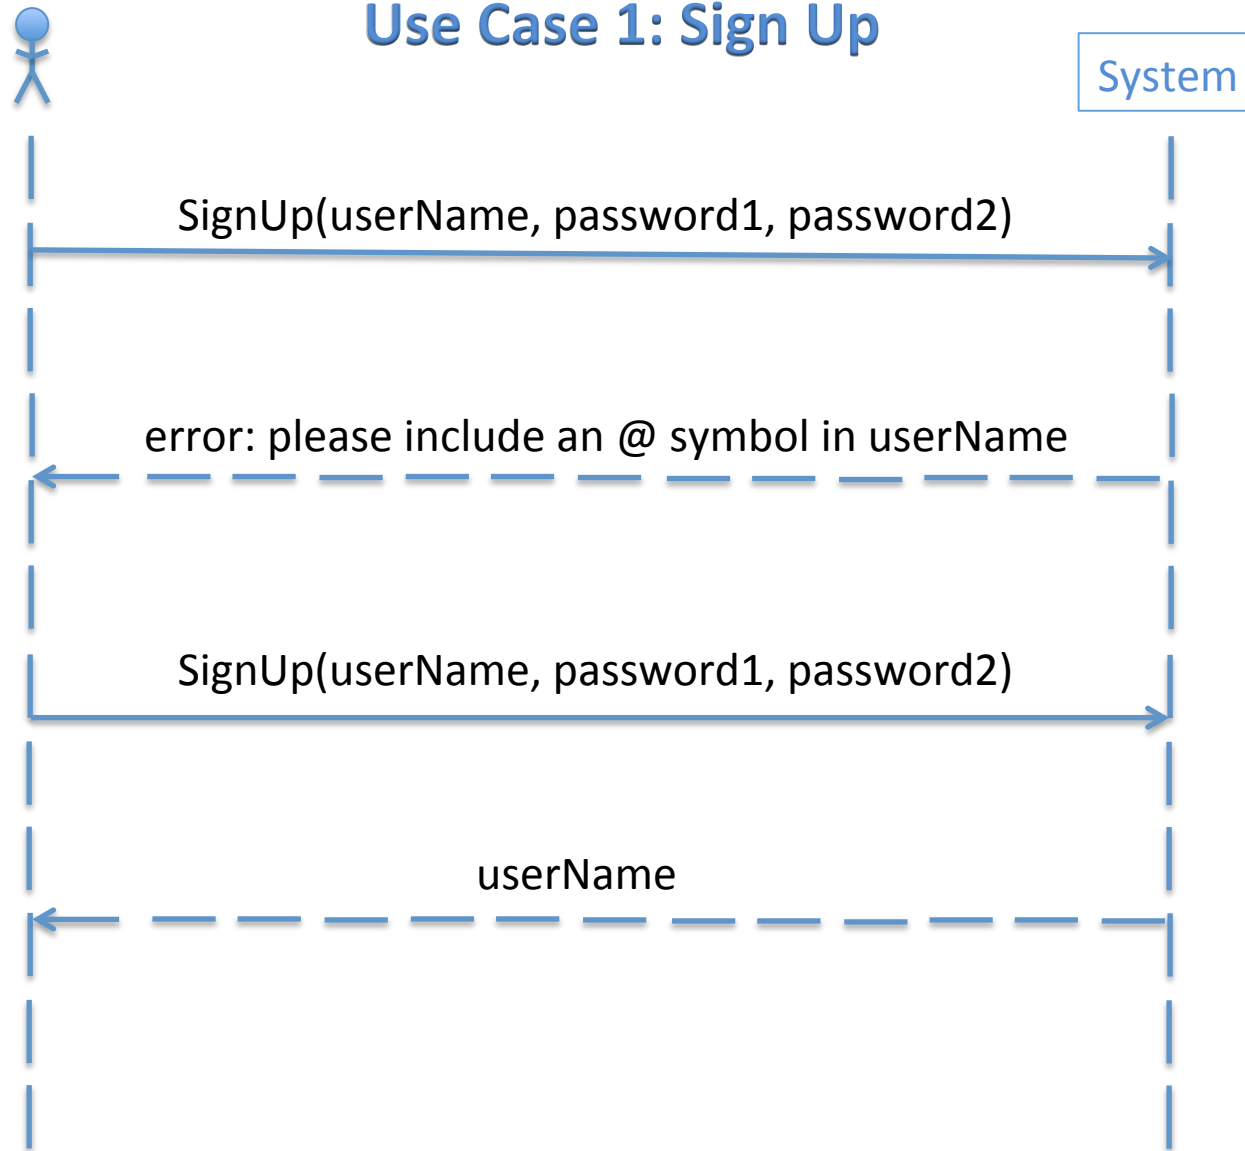 Use Case 1: Sign Up
System
SignUp(userName, password1, password2)
error: please include an @ symbol in userName
SignUp(userName, password1, password2)
userName